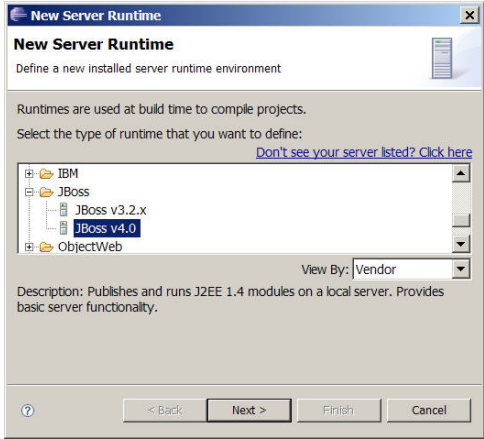 New Server Runtime
New Server Runtime
Define a new installed server runtime environment
Runtimes are used at build time to compile projects.
Select the type of runtime that you want to define:
Don't see your server listed? Click here
IBM
JBoss
JBoss v3.2.x
JBoss v4.0
ObjectWeb
View By: Vendor
Description: Publishes and runs J2EE 1.4 modules on a local server. Provides
basic server functionality.
? < Back Next > Finish Cancel